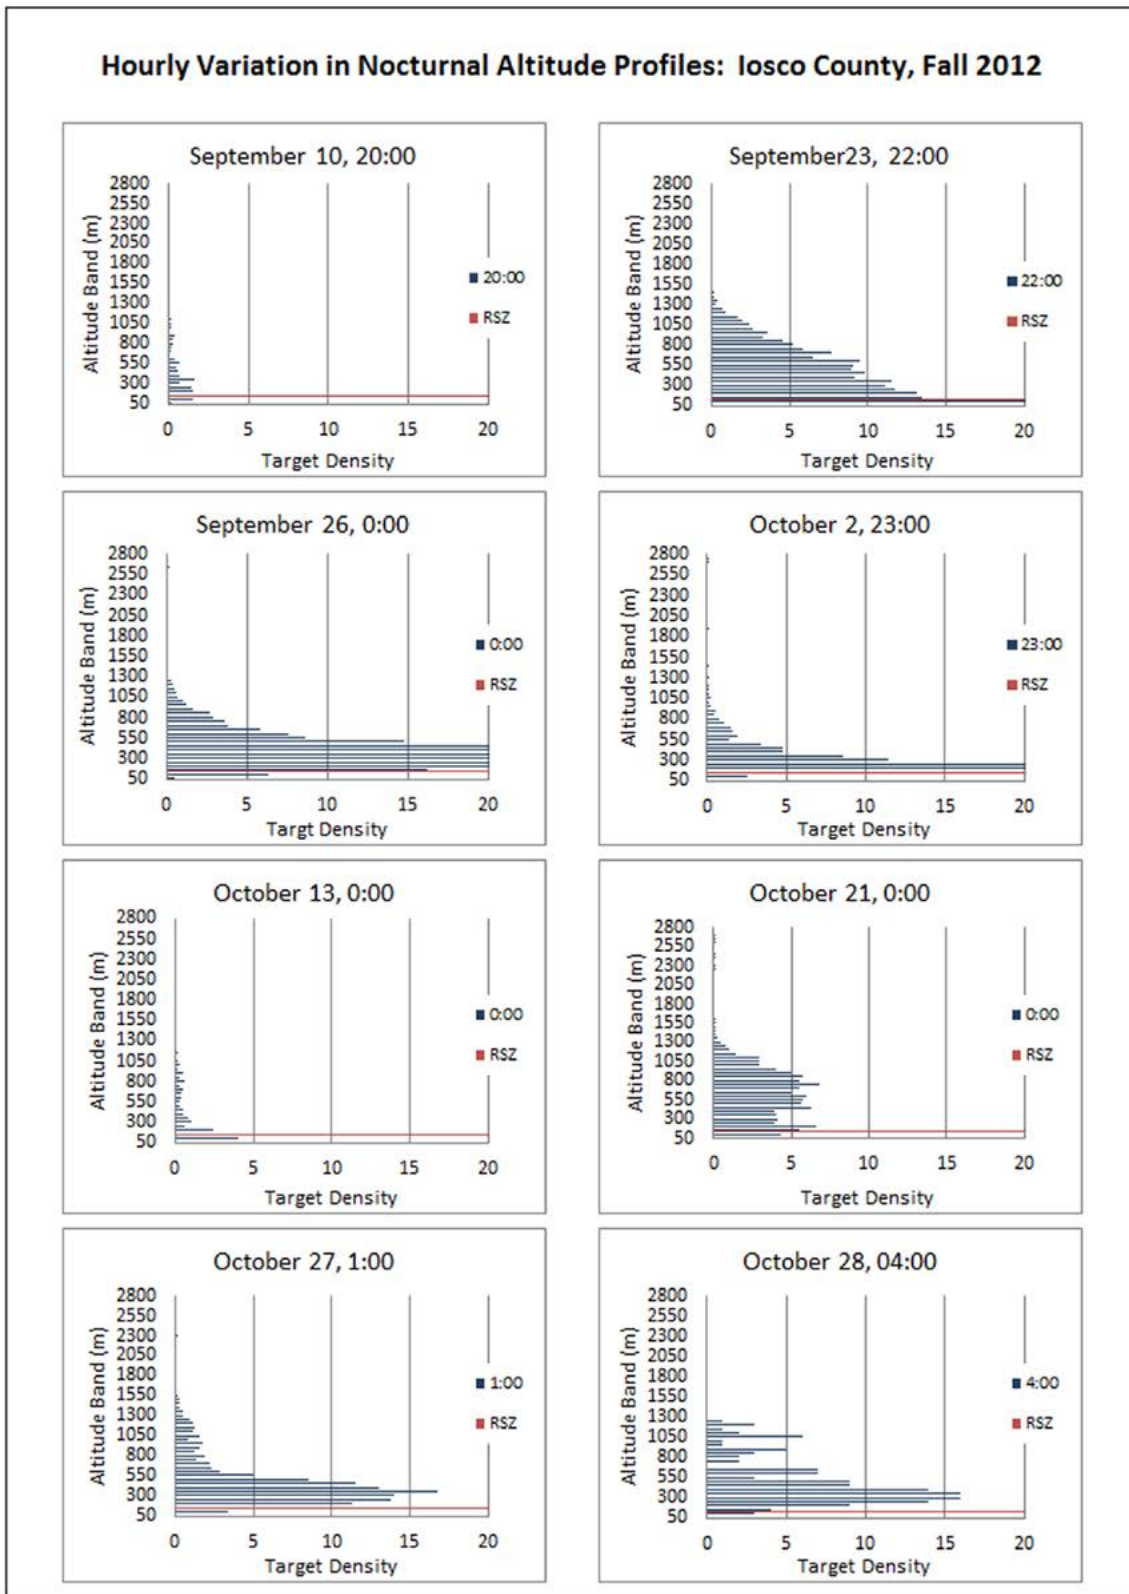 Hourly Variation in Nocturnal Altitude Profiles: Iosco County, Fall 2012
September 10, 20:00
2800
2550
2300
2050
1800
1550
1300
1050
800
550
300
50
Altitude Band (m)
0 5 10 15 20
Target Density
20:00
RSZ
September23, 22:00
2800
2550
2300
2050
1800
1550
1300
1050
800
550
300
50
Altitude Band (m)
0 5 10 15 20
Target Density
22:00
RSZ
September 26, 0:00
2800
2550
2300
2050
1800
1550
1300
1050
800
550
300
50
Altitude Band (m)
0 5 10 15 20
Targt Density
0:00
RSZ
October 2, 23:00
2800
2550
2300
2050
1800
1550
1300
1050
800
550
300
50
Altitude Band (m)
0 5 10 15 20
Target Density
23:00
RSZ
October 13, 0:00
2800
2550
2300
2050
1800
1550
1300
1050
800
550
300
50
Altitude Band (m)
0 5 10 15 20
Target Density
0:00
RSZ
October 21, 0:00
2800
2550
2300
2050
1800
1550
1300
1050
800
550
300
50
Altitude Band (m)
0 5 10 15 20
Target Density
0:00
RSZ
October 27, 1:00
2800
2550
2300
2050
1800
1550
1300
1050
800
550
300
50
Altitude Band (m)
0 5 10 15 20
Target Density
1:00
RSZ
October 28, 04:00
2800
2550
2300
2050
1800
1550
1300
1050
800
550
300
50
Altitude Band (m)
0 5 10 15 20
Target Density
4:00
RSZ